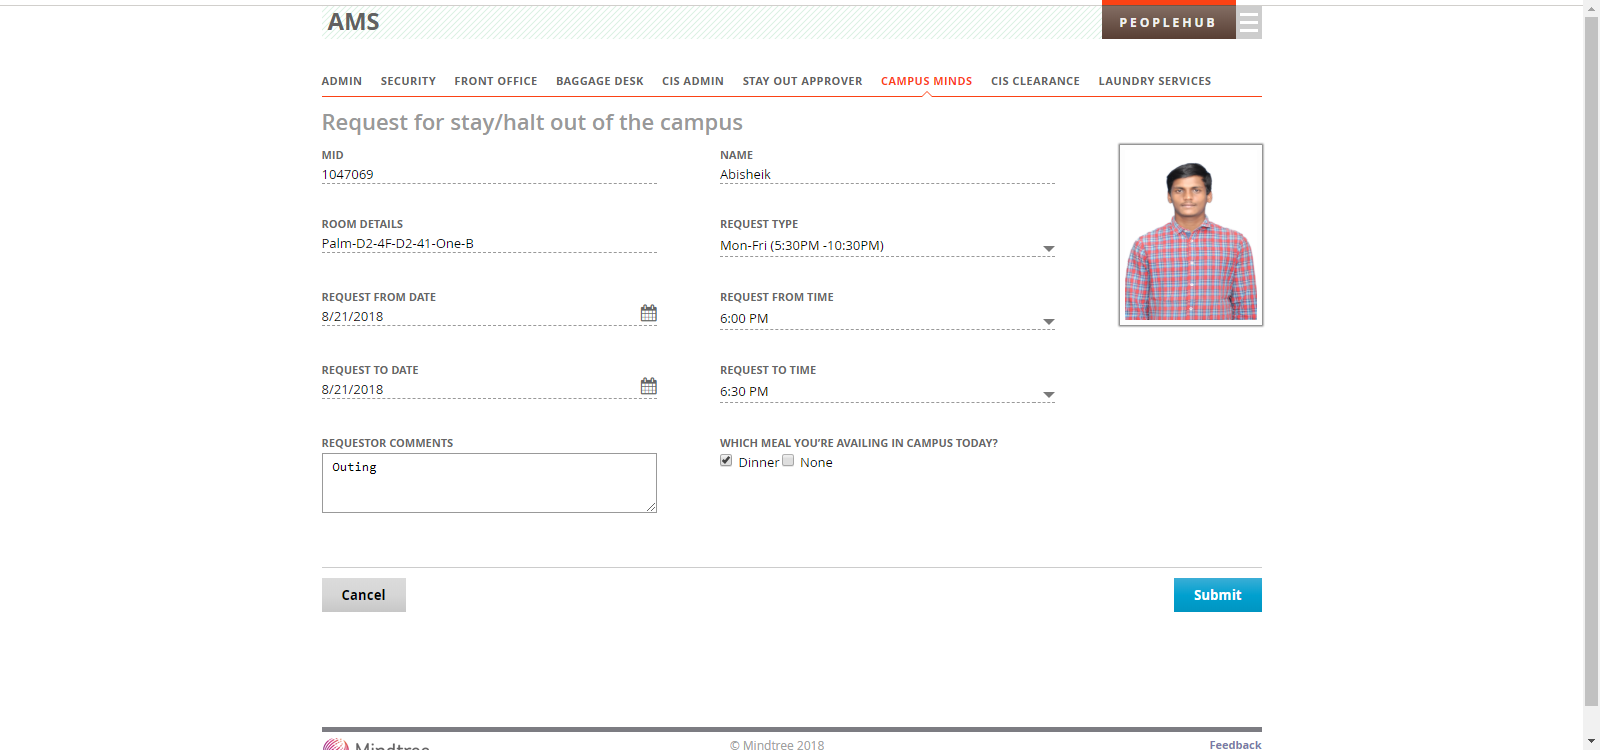 AMS
PEOPLEHUB
ADMIN SECURITY FRONT OFFICE BAGGAGE DESK CIS ADMIN STAY OUT APPROVER CAMPUS MINDS CIS CLEARANCE LAUNDRY SERVICES
Request for stay/halt out of the campus
MID
1047069
NAME
Abisheik
ROOM DETAILS
Palm-D2-4F-D2-41-One-B
REQUEST TYPE
Mon-Fri (5:30PM -10:30PM)
REQUEST FROM DATE
8/21/2018
REQUEST FROM TIME
6:00 PM
REQUEST TO DATE
8/21/2018
REQUEST TO TIME
6:30 PM
REQUESTOR COMMENTS
Outing
WHICH MEAL YOU'RE AVAILING IN CAMPUS TODAY?
Dinner None
Cancel
Submit
Mindtree
© Mindtree 2018
Feedback